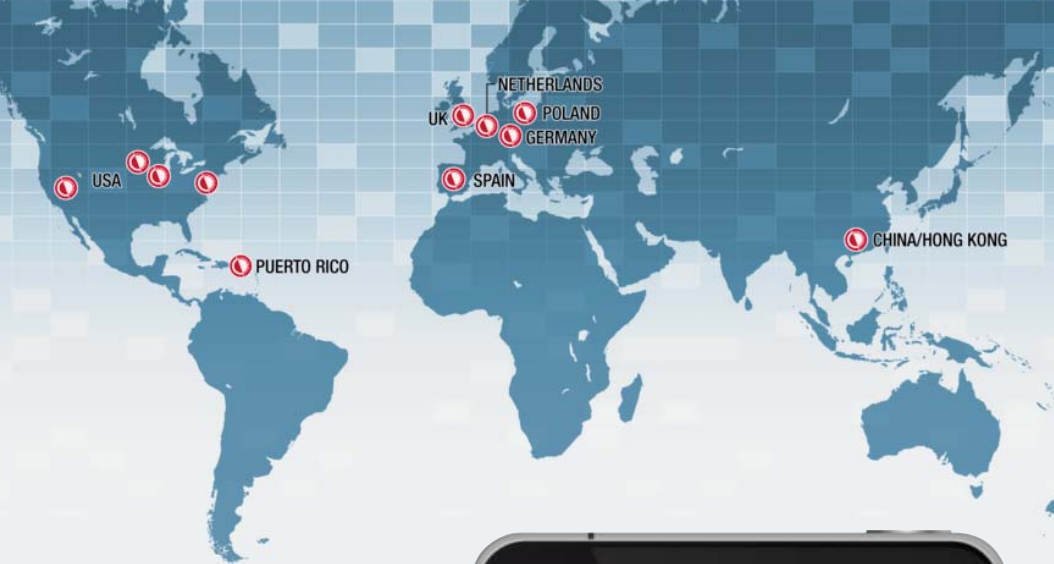 NETHERLANDS
UK
POLAND
GERMANY
USA
SPAIN
CHINA/HONG KONG
PUERTO RICO